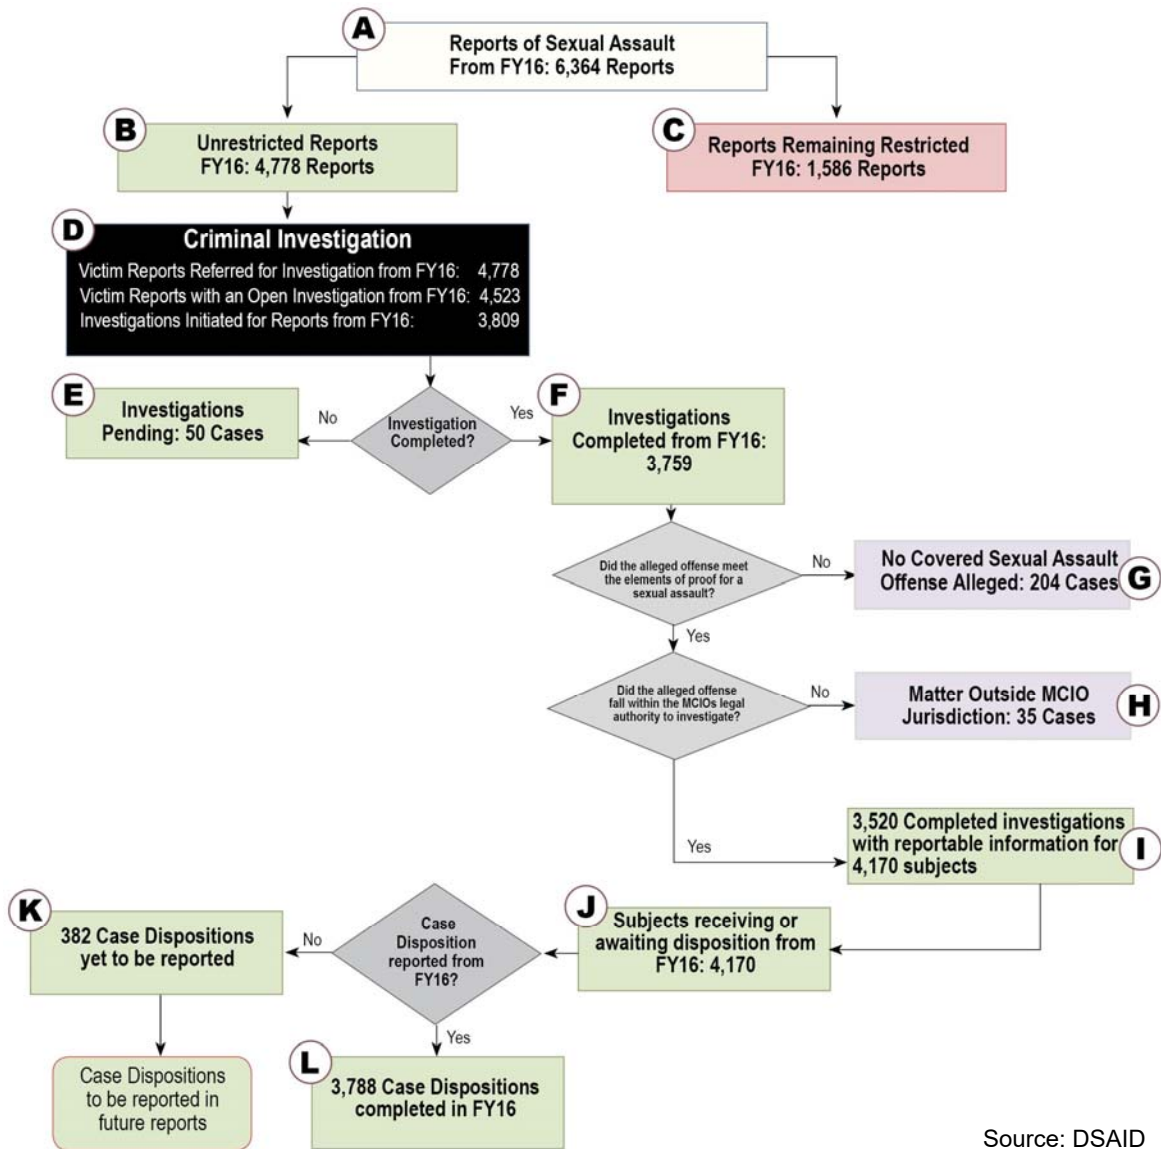 A
Reports of Sexual Assault
From FY16: 6,364 Reports
B
Unrestricted Reports
FY16: 4,778 Reports
C
Reports Remaining Restricted
FY16: 1,586 Reports
D
Criminal Investigation
Victim Reports Referred for Investigation from FY16: 4,778
Victim Reports with an Open Investigation from FY16: 4,523
Investigations Initiated for Reports from FY16: 3,809
E
Investigations
Pending: 50 Cases
No
Investigation
Completed?
Yes
F
Investigations
Completed from FY16:
3,759
Did the alleged offense meet
the elements of proof for a
sexual assault?
No
No Covered Sexual Assault
Offense Alleged: 204 Cases
G
Yes
Did the alleged offense
fall within the MCIOs legal
authority to investigate?
No
Matter Outside MCIO
Jurisdiction: 35 Cases
H
Yes
3,520 Completed investigations
with reportable information for
4,170 subjects
I
J
Subjects receiving or
awaiting disposition from
FY16: 4,170
Case
Disposition
reported from
FY16?
No
K
382 Case Dispositions
yet to be reported
Case Dispositions
to be reported in
future reports
Yes
L
3,788 Case Dispositions
completed in FY16
Source: DSAID